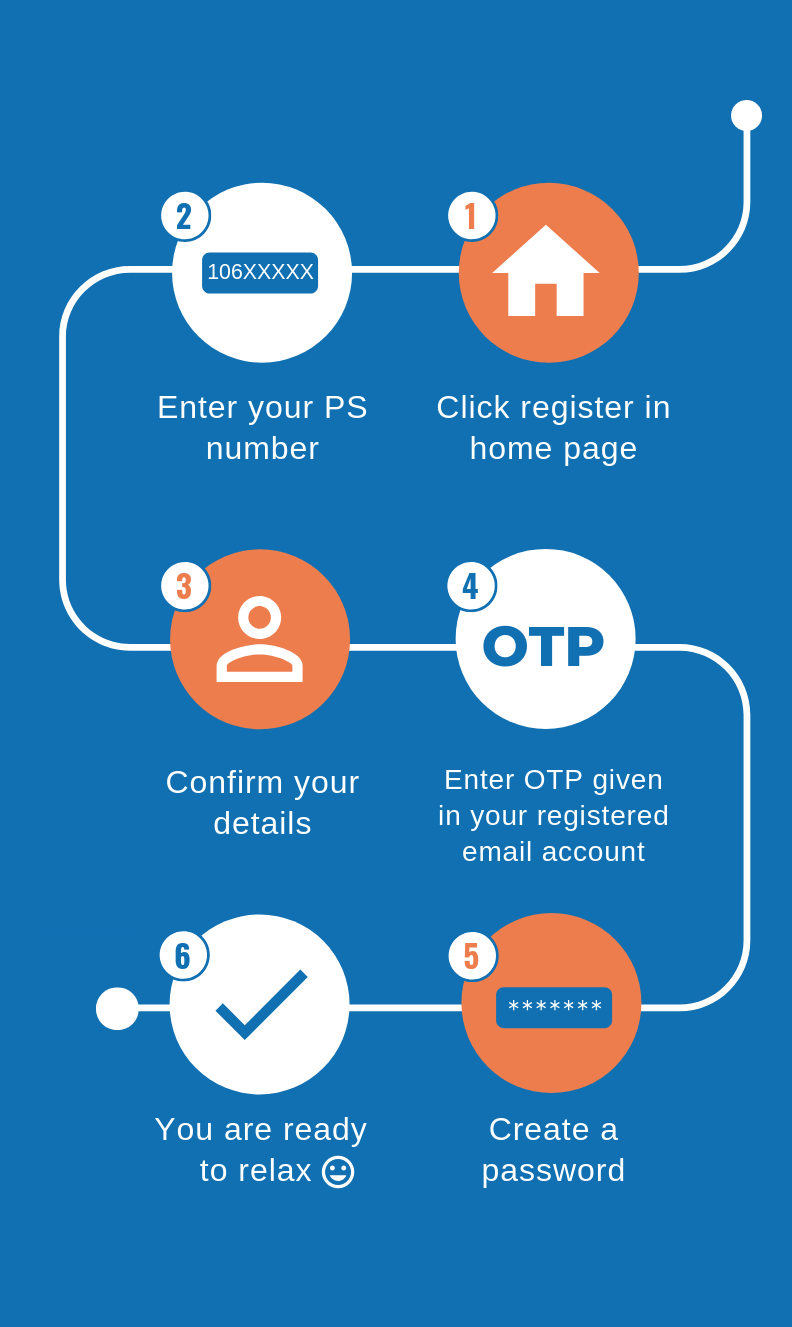 1
Click register in
home page
2
106XXXXX
Enter your PS
number
3
Confirm your
details
4
OTP
Enter OTP given
in your registered
email account
5
*******
Create a
password
6
You are ready
to relax